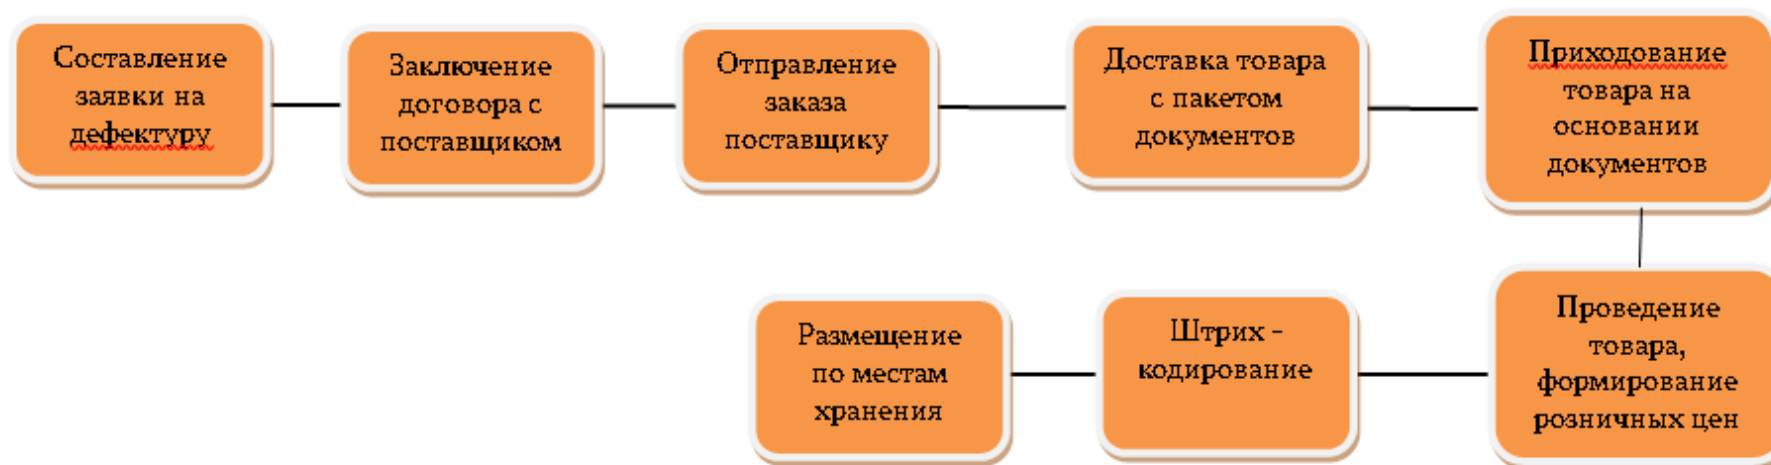 Составление
заявки на
дефектуру
Заключение
договора с
поставщиком
Отправление
заказа
поставщику
Доставка товара
с пакетом
документов
Приходование
товара на
основании
документов
Проведение
товара,
формирование
розничных цен
Штрих -
кодирование
Размещение
по местам
хранения